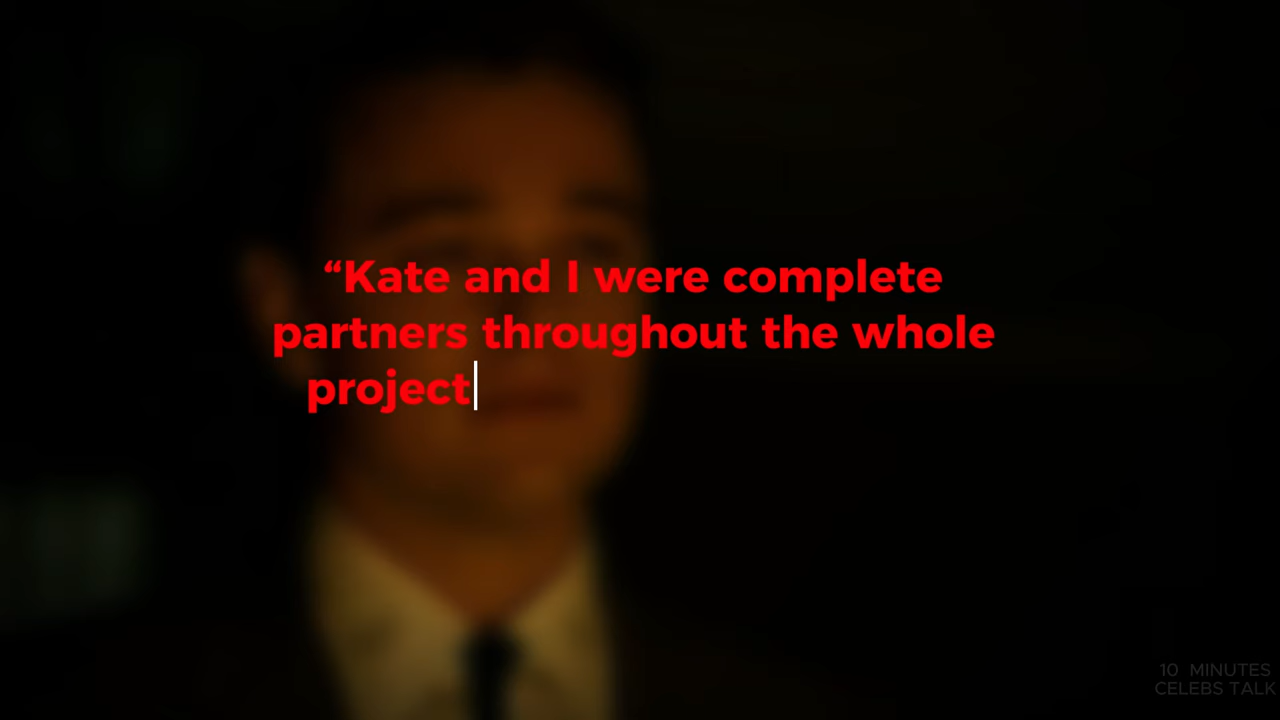 “Kate and I were complete
partners throughout the whole
project
10 MINUTES
CELEBS TALK